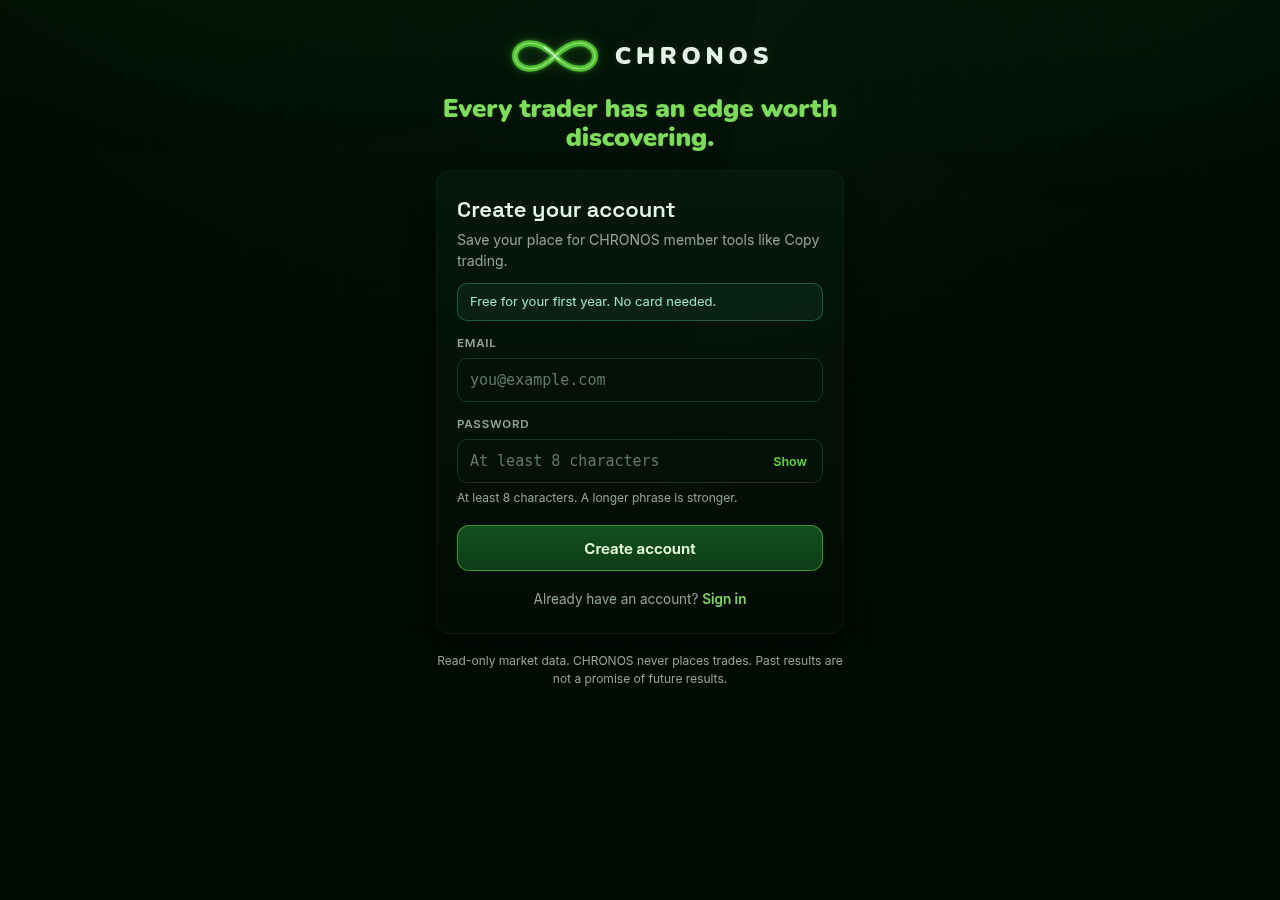 CHRONOS
Every trader has an edge worth
discovering.
Create your account
Save your place for CHRONOS member tools like Copy
trading.
Free for your first year. No card needed.
EMAIL
you@example.com
PASSWORD
At least 8 characters
Show
At least 8 characters. A longer phrase is stronger.
Create account
Already have an account? Sign in
Read-only market data. CHRONOS never places trades. Past results are
not a promise of future results.